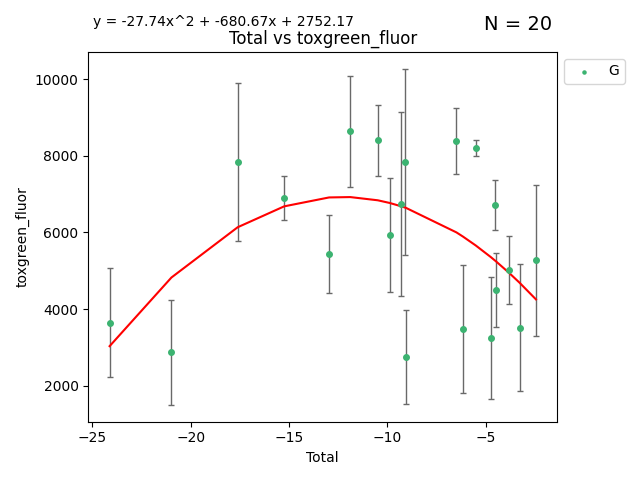 y = -27.74x^2 + -680.67x + 2752.17
N = 20
Total vs toxgreen_fluor
G
10000
8000
6000
4000
2000
toxgreen_fluor
−25
−20
−15
−10
−5
Total